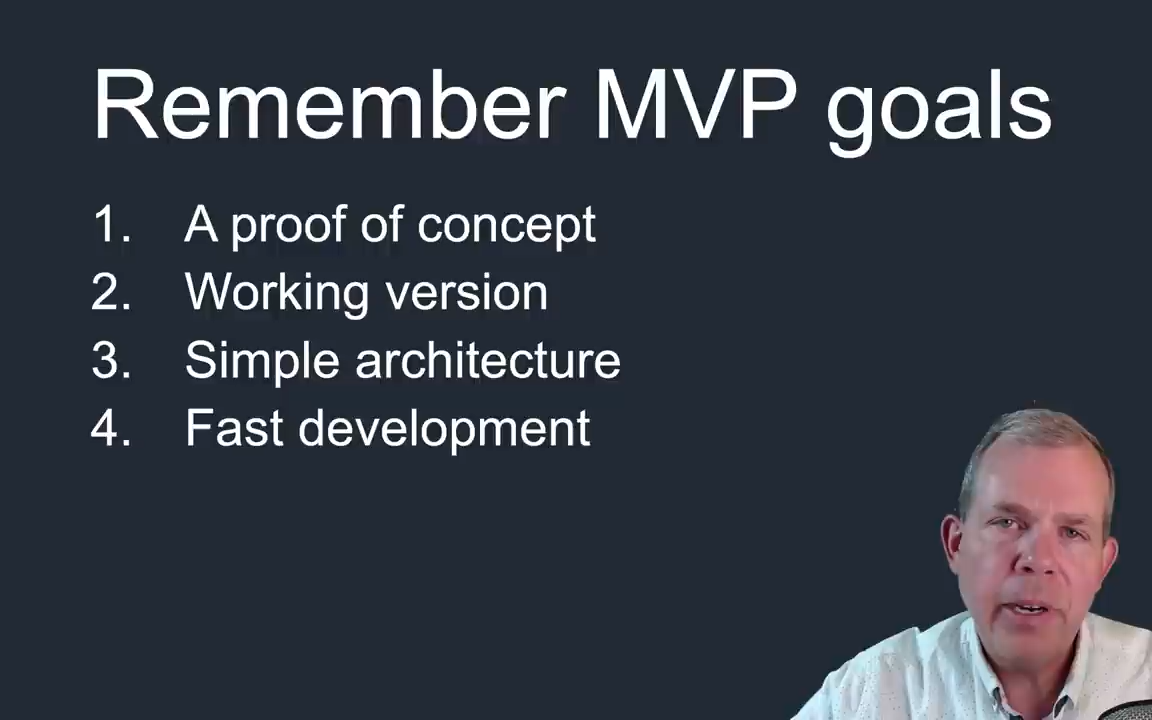 Remember MVP goals
1. A proof of concept
2. Working version
3. Simple architecture
4. Fast development